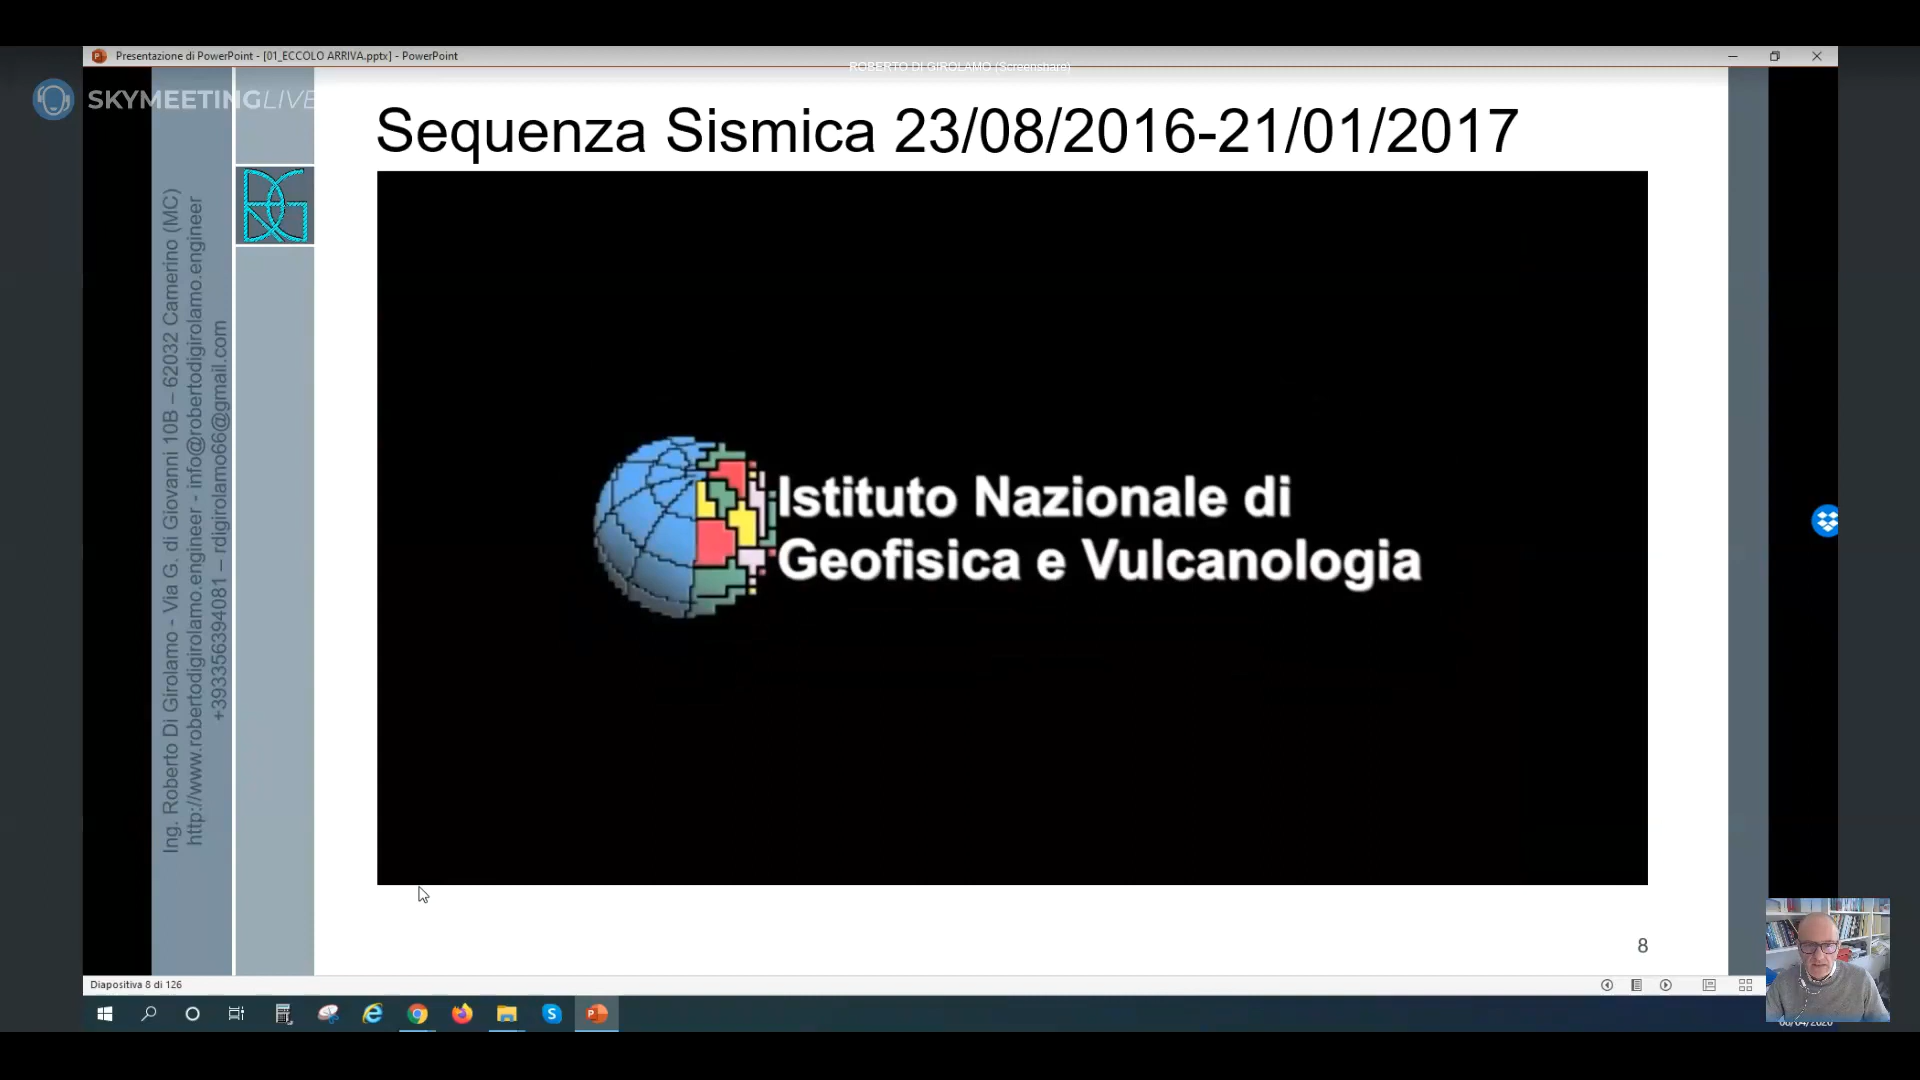 Presentazione di PowerPoint - [01_ECCOLO ARRIVA.pptx] - PowerPoint
ROBERTO DI GIROLAMO (Screenshare)
SKYMEETINGLIVE
Sequenza Sismica 23/08/2016-21/01/2017
Ing. Roberto Di Girolamo - Via G. di Giovanni 10B – 62032 Camerino (MC)
http://www.robertodigirolamo.engineer - info@robertodigirolamo.engineer
+393356394081 – rdigirolamo66@gmail.com
Istituto Nazionale di
Geofisica e Vulcanologia
8
Diapositiva 8 di 126